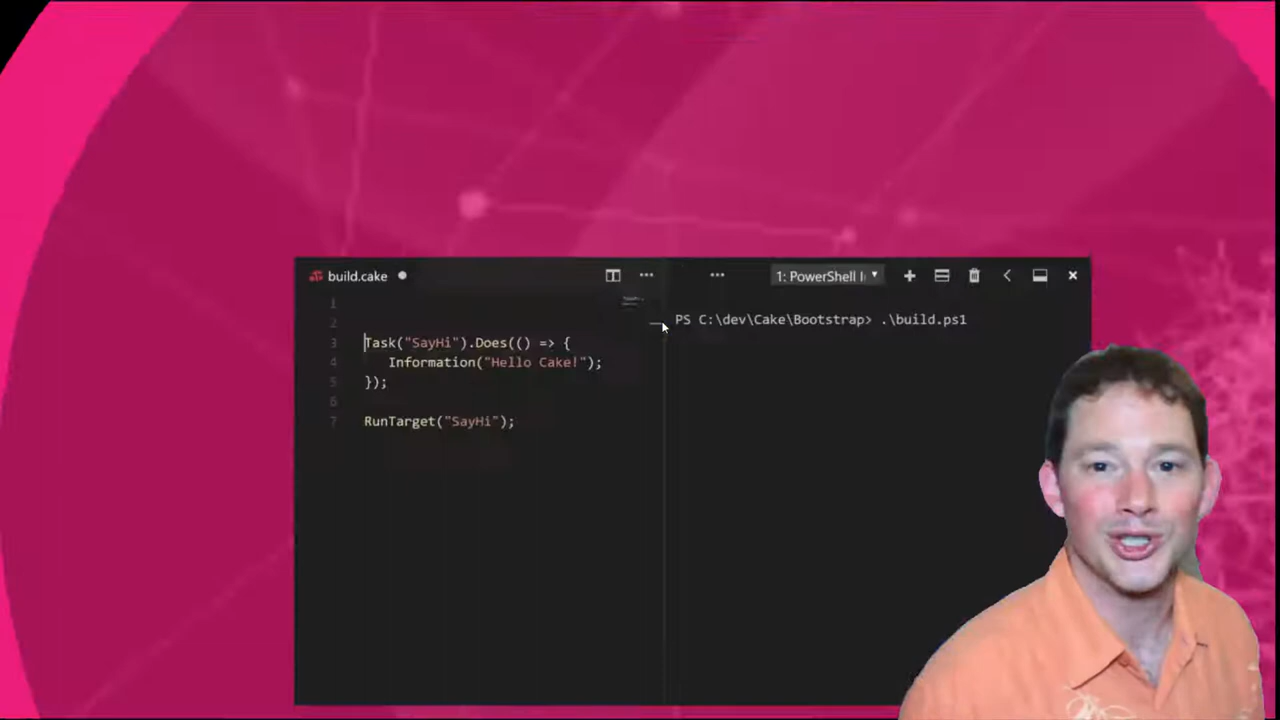 build.cake
1: PowerShell I
1
2
3 Task("SayHi").Does(() => {
4 Information("Hello Cake!");
5 });
6
7 RunTarget("SayHi");
PS C:\dev\Cake\Bootstrap> .\build.ps1